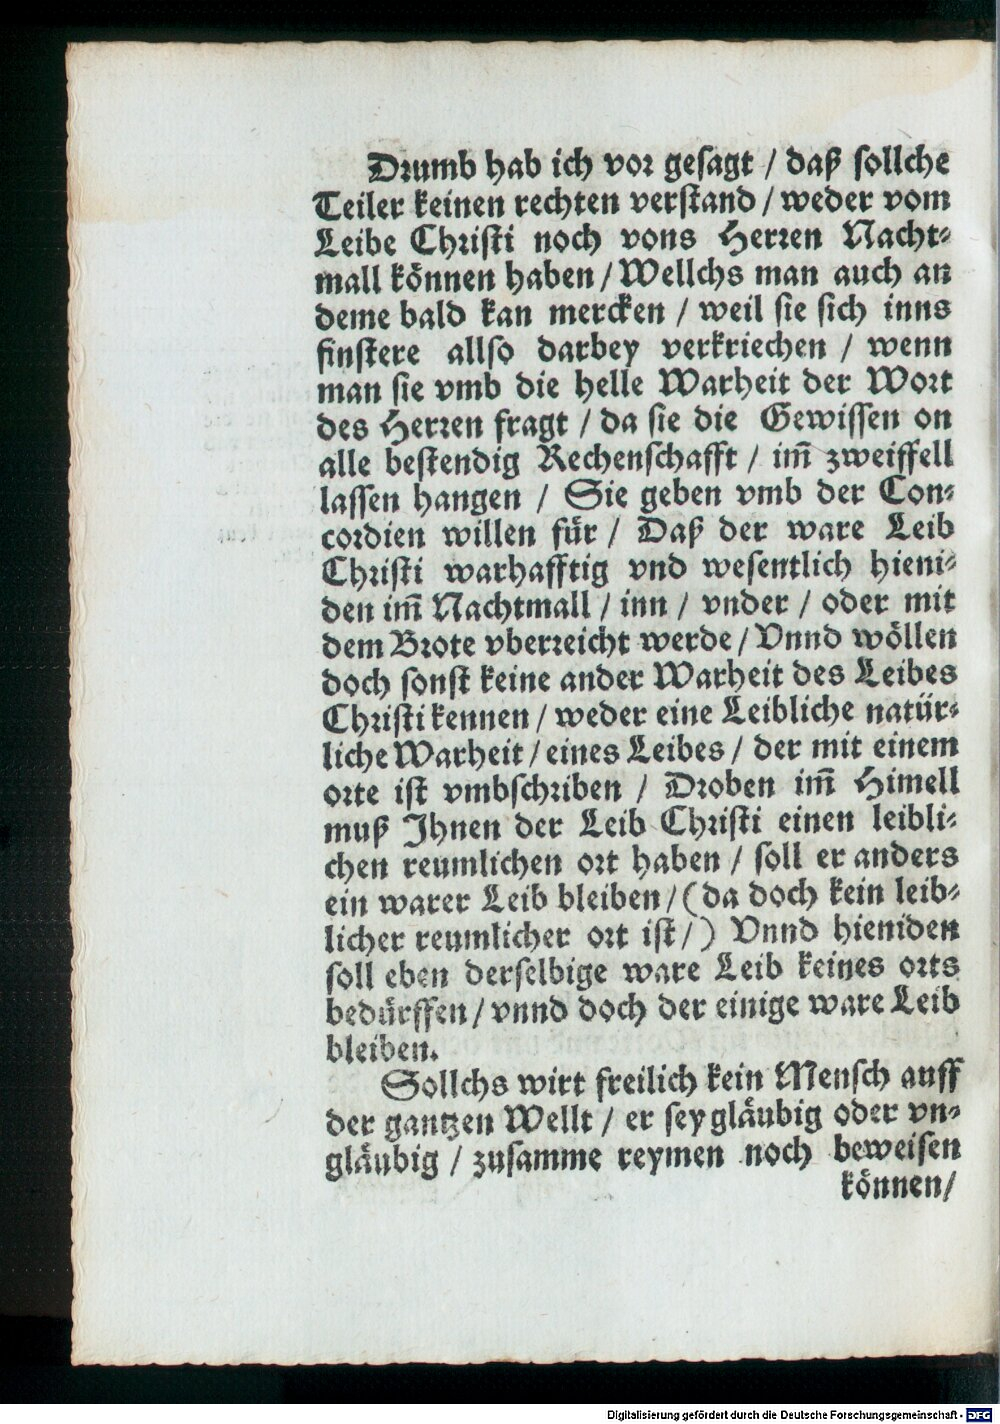 Drumb hab ich vor gesagt / daß sollche
Teiler keinen rechten verstand / weder vom
Leibe Christi noch vons Herren Nacht⸗
mall können haben / Wellchs man auch an
deme bald kan mercken / weil sie sich inns
finstere allso darbey verkriechen / wenn
man sie vmb die helle Warheit der Wort
des Herren fragt / da sie die Gewissen on
alle bestendig Rechenschafft / im̃ zweiffell
lassen hangen / Sie geben vmb der Con⸗
cordien willen für / Daß der ware Leib
Christi warhafftig vnd wesentlich hieni⸗
den im̃ Nachtmall / inn / vnder / oder mit
dem Brote vberreicht werde / Vnnd wöllen
doch sonst keine ander Warheit des Leibes
Christi kennen / weder eine Leibliche natür⸗
liche Warheit / eines Leibes / der mit einem
orte ist vmbschriben / Droben im̃ Himell
muß Ihnen der Leib Christi einen leibli⸗
chen reumlichen ort haben / soll er anders
ein warer Leib bleiben / (da doch kein leib⸗
licher reumlicher ort ist /) Vnnd hieniden
soll eben derselbige ware Leib keines orts
bedürffen / vnnd doch der einige ware Leib
bleiben.
Sollchs wirt freilich kein Mensch auff
der gantzen Wellt / er sey gläubig oder vn⸗
gläubig / zusamme reymen noch beweisen
können /
Digitalisierung gefördert durch die Deutsche Forschungsgemeinschaft - DFG